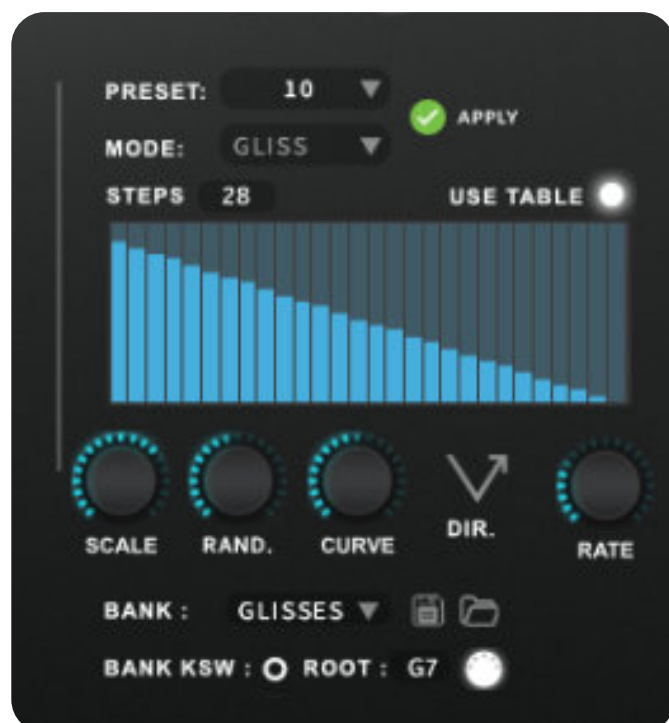 PRESET: 10
APPLY
MODE: GLISS
STEPS 28 USE TABLE
SCALE RAND. CURVE DIR. RATE
BANK : GLISSES
BANK KSW : ROOT : G7